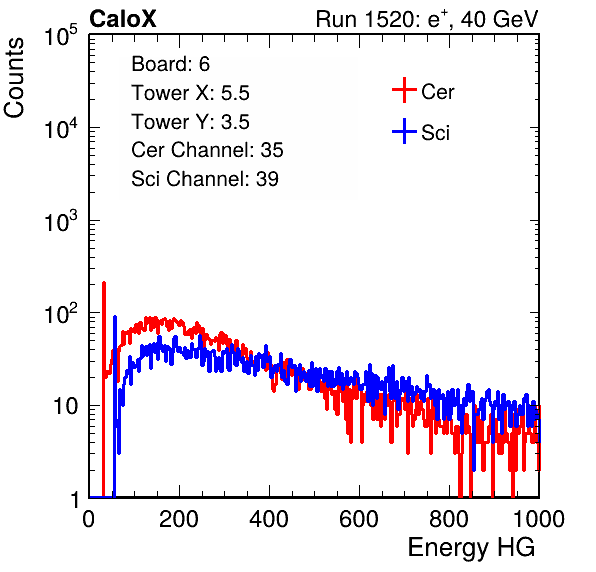 CaloX Run 1520: e+, 40 GeV
Board: 6
Tower X: 5.5
Tower Y: 3.5
Cer Channel: 35
Sci Channel: 39
Cer
Sci
Counts
10^5
10^4
10^3
10^2
10
1
0 200 400 600 800 1000
Energy HG